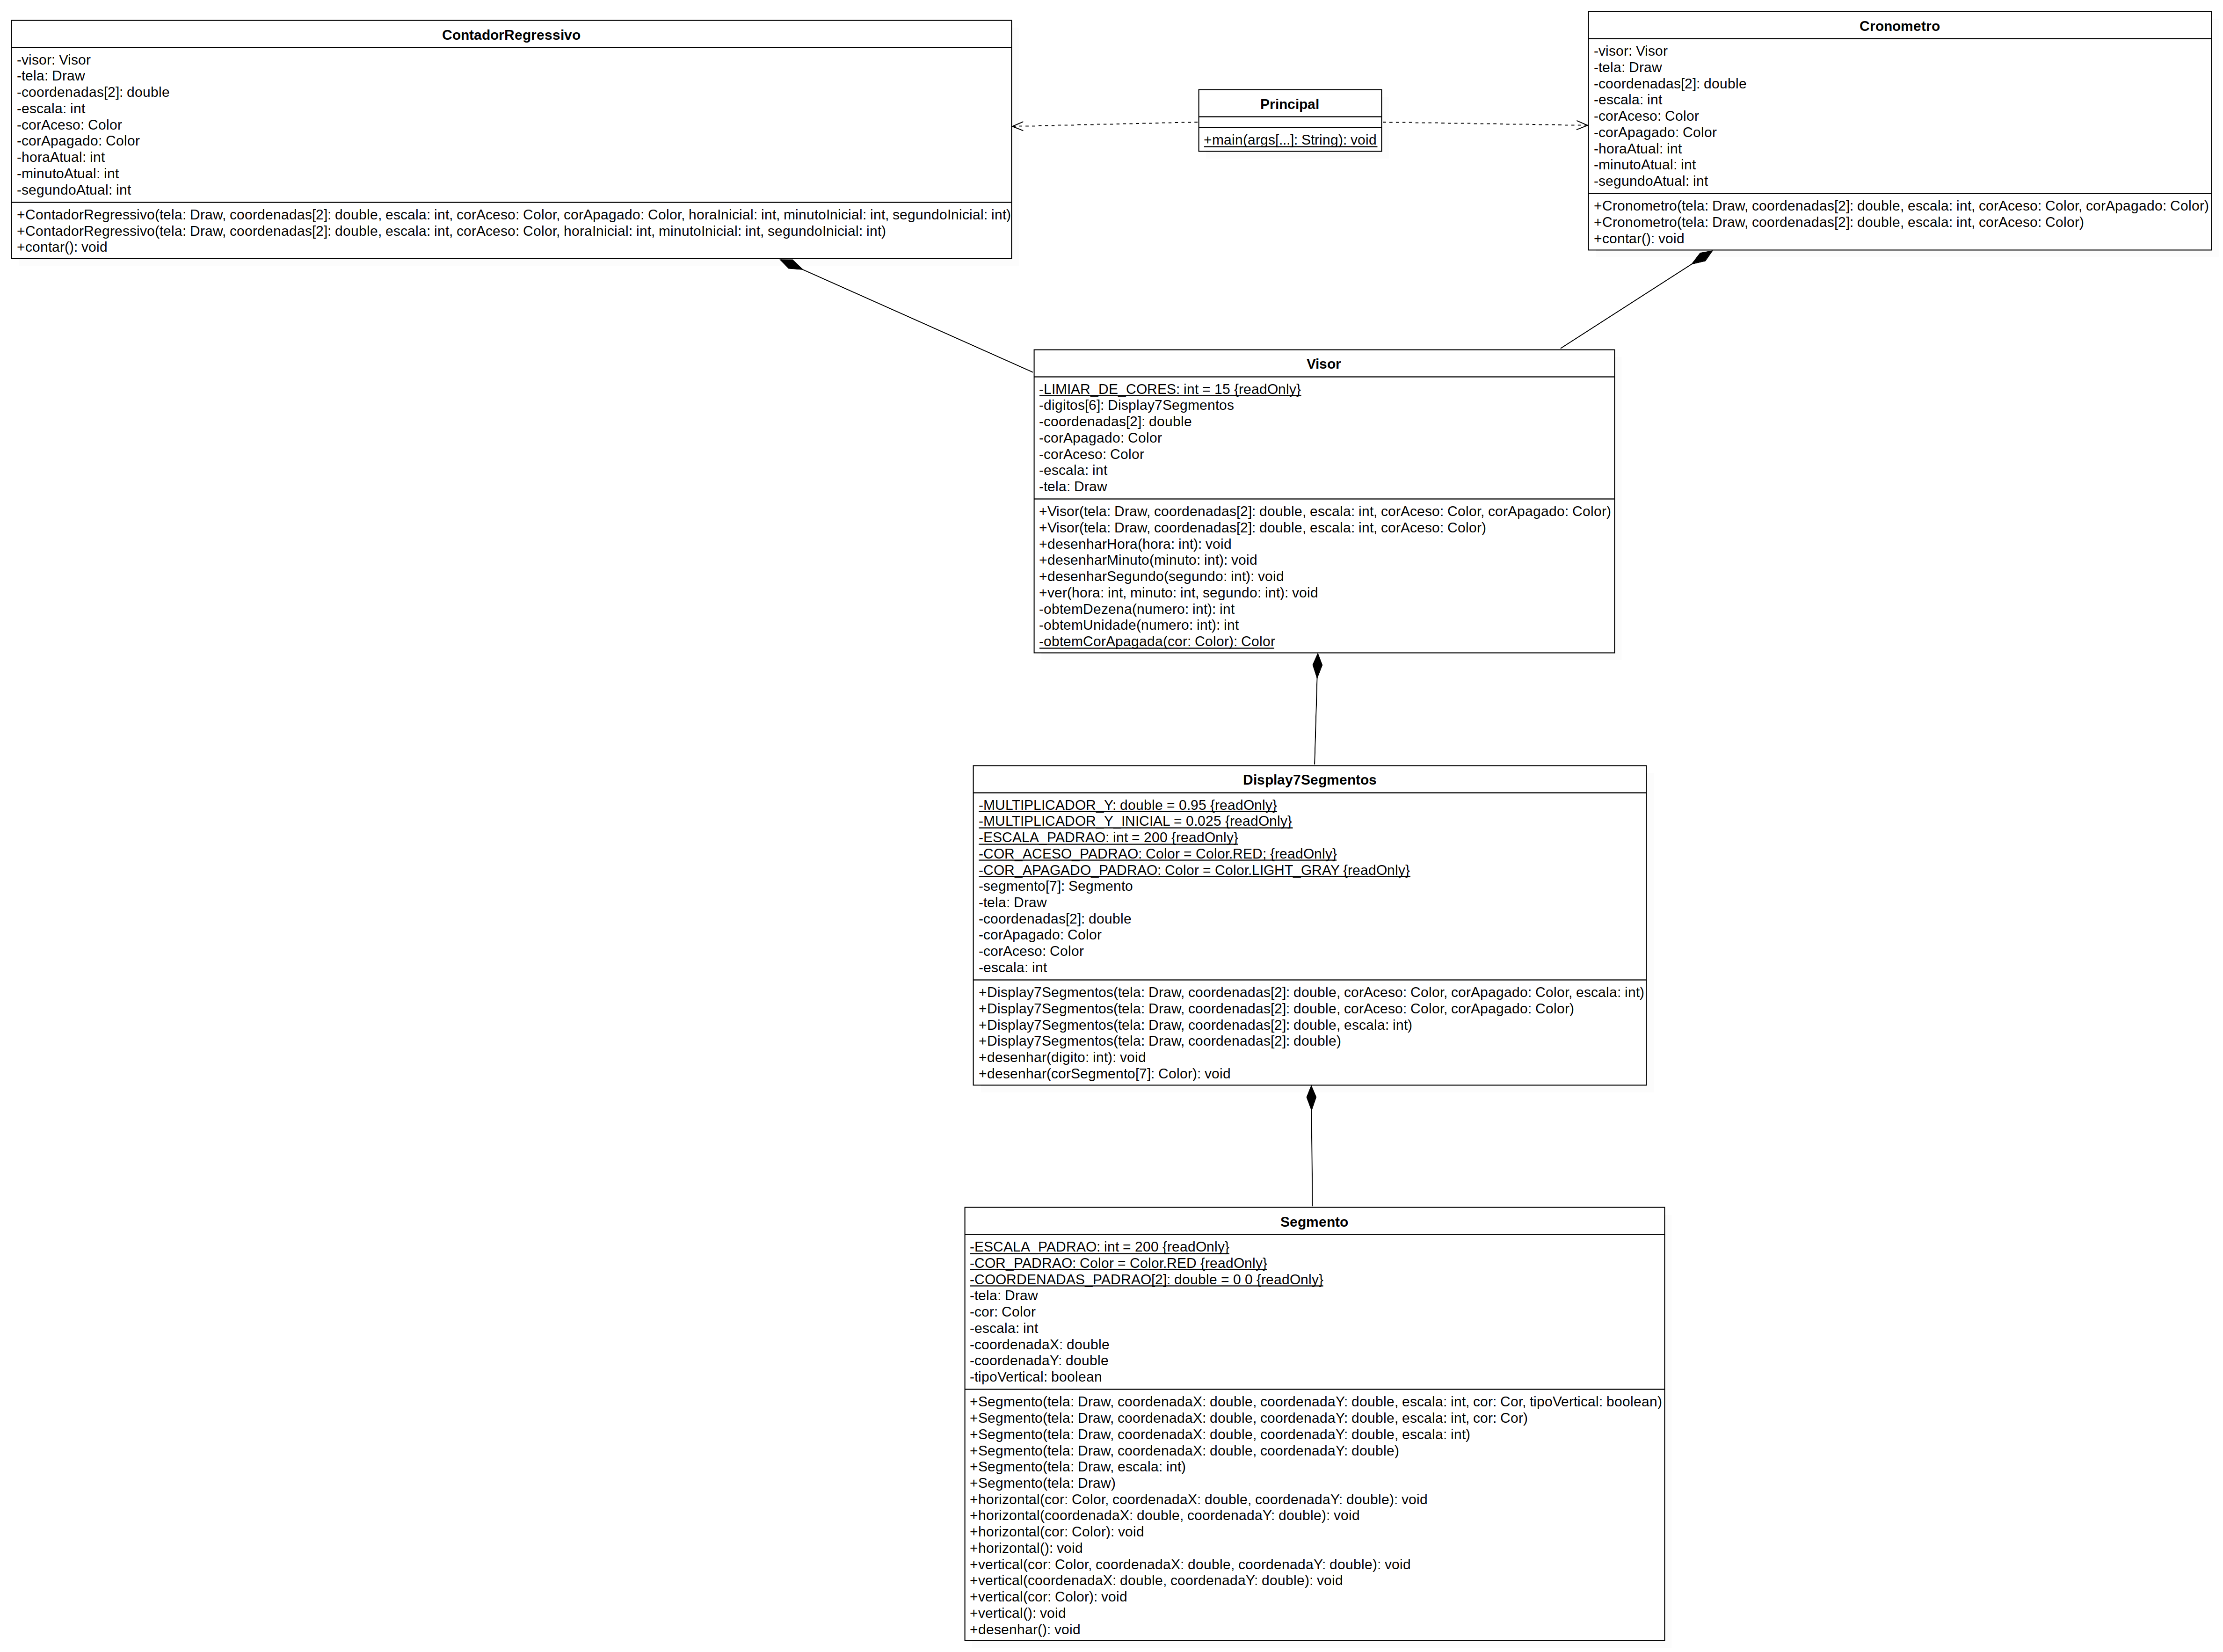 ContadorRegressivo
-visor: Visor
-tela: Draw
-coordenadas[2]: double
-escala: int
-corAceso: Color
-corApagado: Color
-horaAtual: int
-minutoAtual: int
-segundoAtual: int
+ContadorRegressivo(tela: Draw, coordenadas[2]: double, escala: int, corAceso: Color, corApagado: Color, horaInicial: int, minutoInicial: int, segundoInicial: int)
+ContadorRegressivo(tela: Draw, coordenadas[2]: double, escala: int, corAceso: Color, horaInicial: int, minutoInicial: int, segundoInicial: int)
+contar(): void
Principal
+main(args[...]: String): void
Cronometro
-visor: Visor
-tela: Draw
-coordenadas[2]: double
-escala: int
-corAceso: Color
-corApagado: Color
-horaAtual: int
-minutoAtual: int
-segundoAtual: int
+Cronometro(tela: Draw, coordenadas[2]: double, escala: int, corAceso: Color, corApagado: Color)
+Cronometro(tela: Draw, coordenadas[2]: double, escala: int, corAceso: Color)
+contar(): void
Visor
-LIMIAR_DE_CORES: int = 15 {readOnly}
-digitos[6]: Display7Segmentos
-coordenadas[2]: double
-corApagado: Color
-corAceso: Color
-escala: int
-tela: Draw
+Visor(tela: Draw, coordenadas[2]: double, escala: int, corAceso: Color, corApagado: Color)
+Visor(tela: Draw, coordenadas[2]: double, escala: int, corAceso: Color)
+desenharHora(hora: int): void
+desenharMinuto(minuto: int): void
+desenharSegundo(segundo: int): void
+ver(hora: int, minuto: int, segundo: int): void
-obtemDezena(numero: int): int
-obtemUnidade(numero: int): int
-obtemCorApagada(cor: Color): Color
Display7Segmentos
-MULTIPLICADOR_Y: double = 0.95 {readOnly}
-MULTIPLICADOR_Y_INICIAL = 0.025 {readOnly}
-ESCALA_PADRAO: int = 200 {readOnly}
-COR_ACESO_PADRAO: Color = Color.RED; {readOnly}
-COR_APAGADO_PADRAO: Color = Color.LIGHT_GRAY {readOnly}
-segmento[7]: Segmento
-tela: Draw
-coordenadas[2]: double
-corApagado: Color
-corAceso: Color
-escala: int
+Display7Segmentos(tela: Draw, coordenadas[2]: double, corAceso: Color, corApagado: Color, escala: int)
+Display7Segmentos(tela: Draw, coordenadas[2]: double, corAceso: Color, corApagado: Color)
+Display7Segmentos(tela: Draw, coordenadas[2]: double, escala: int)
+Display7Segmentos(tela: Draw, coordenadas[2]: double)
+desenhar(digito: int): void
+desenhar(corSegmento[7]: Color): void
Segmento
-ESCALA_PADRAO: int = 200 {readOnly}
-COR_PADRAO: Color = Color.RED {readOnly}
-COORDENADAS_PADRAO[2]: double = 0 0 {readOnly}
-tela: Draw
-cor: Color
-escala: int
-coordenadaX: double
-coordenadaY: double
-tipoVertical: boolean
+Segmento(tela: Draw, coordenadaX: double, coordenadaY: double, escala: int, cor: Cor, tipoVertical: boolean)
+Segmento(tela: Draw, coordenadaX: double, coordenadaY: double, escala: int, cor: Cor)
+Segmento(tela: Draw, coordenadaX: double, coordenadaY: double, escala: int)
+Segmento(tela: Draw, coordenadaX: double, coordenadaY: double)
+Segmento(tela: Draw, escala: int)
+Segmento(tela: Draw)
+horizontal(cor: Color, coordenadaX: double, coordenadaY: double): void
+horizontal(coordenadaX: double, coordenadaY: double): void
+horizontal(cor: Color): void
+horizontal(): void
+vertical(cor: Color, coordenadaX: double, coordenadaY: double): void
+vertical(coordenadaX: double, coordenadaY: double): void
+vertical(cor: Color): void
+vertical(): void
+desenhar(): void